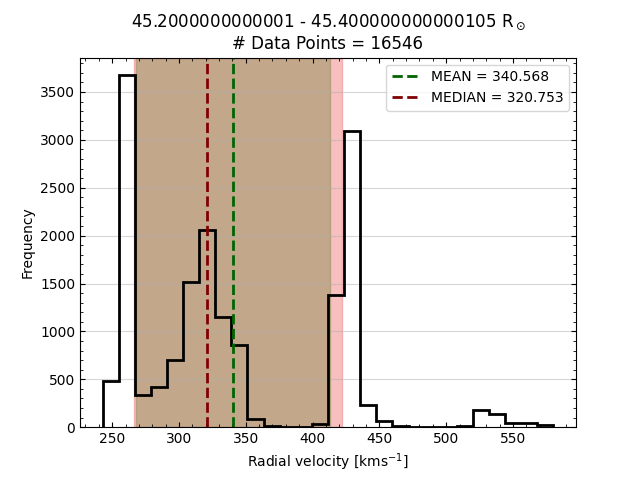 45.2000000000001 - 45.400000000000105 R⊙
# Data Points = 16546
MEAN = 340.568
MEDIAN = 320.753
3500
3000
2500
2000
1500
1000
500
0
Frequency
250 300 350 400 450 500 550
Radial velocity [kms⁻¹]